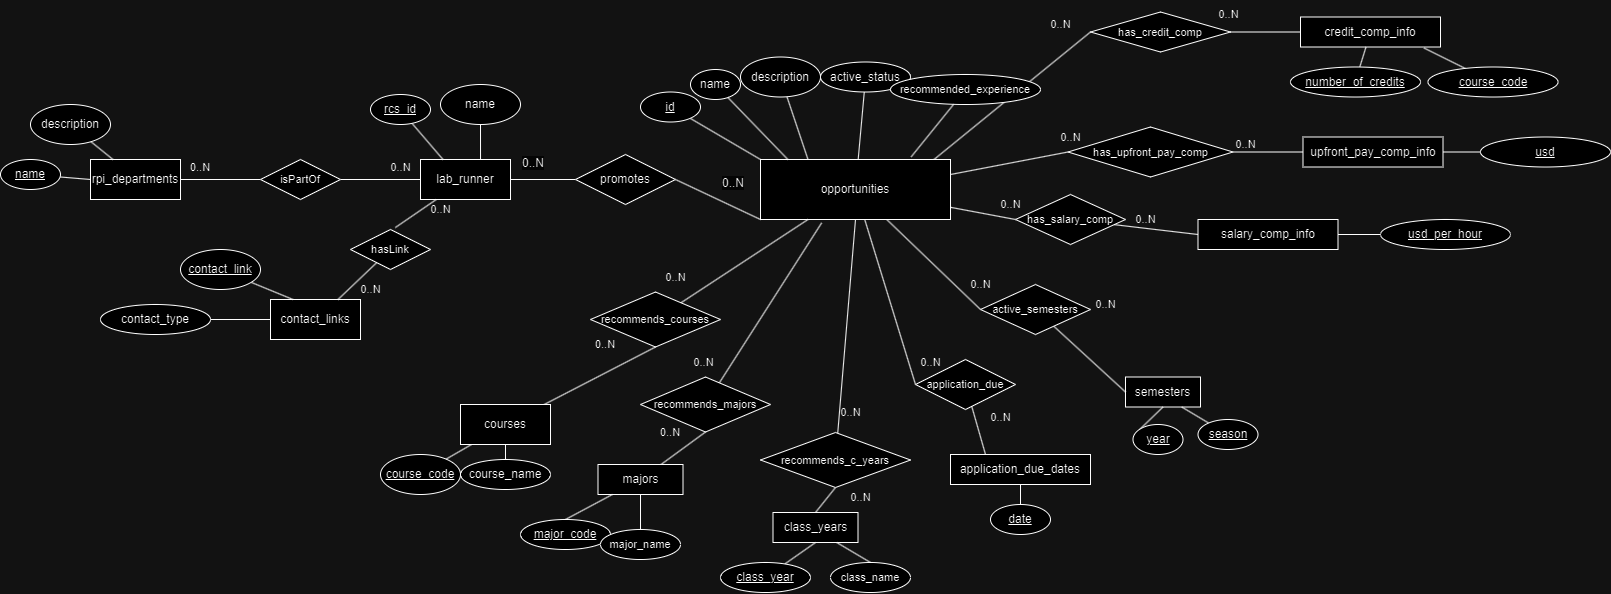 0..N
has_credit_comp
0..N
credit_comp_info
number_of_credits
course_code
id
name
description
active_status
recommended_experience
description
name
rpi_departments
0..N
isPartOf
0..N
rcs_id
name
lab_runner
0..N
promotes
0..N
opportunities
0..N
has_upfront_pay_comp
0..N
upfront_pay_comp_info
usd
0..N
has_salary_comp
0..N
salary_comp_info
usd_per_hour
0..N
hasLink
0..N
contact_link
contact_type
contact_links
0..N
recommends_courses
0..N
courses
course_code
course_name
0..N
recommends_majors
0..N
majors
major_code
major_name
0..N
recommends_c_years
0..N
class_years
class_year
class_name
0..N
application_due
0..N
application_due_dates
date
0..N
active_semesters
0..N
semesters
year
season